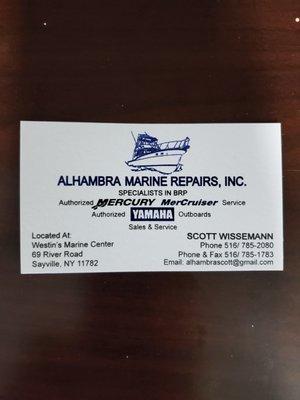 ALHAMBRA MARINE REPAIRS, INC.
SPECIALISTS IN BRP
Authorized MERCURY MerCruiser Service
Authorized YAMAHA Outboards
Sales & Service
Located At:
Westin's Marine Center
69 River Road
Sayville, NY 11782
SCOTT WISSEMANN
Phone 516/ 785-2080
Phone & Fax 516/ 785-1783
Email: alhambrascott@gmail.com